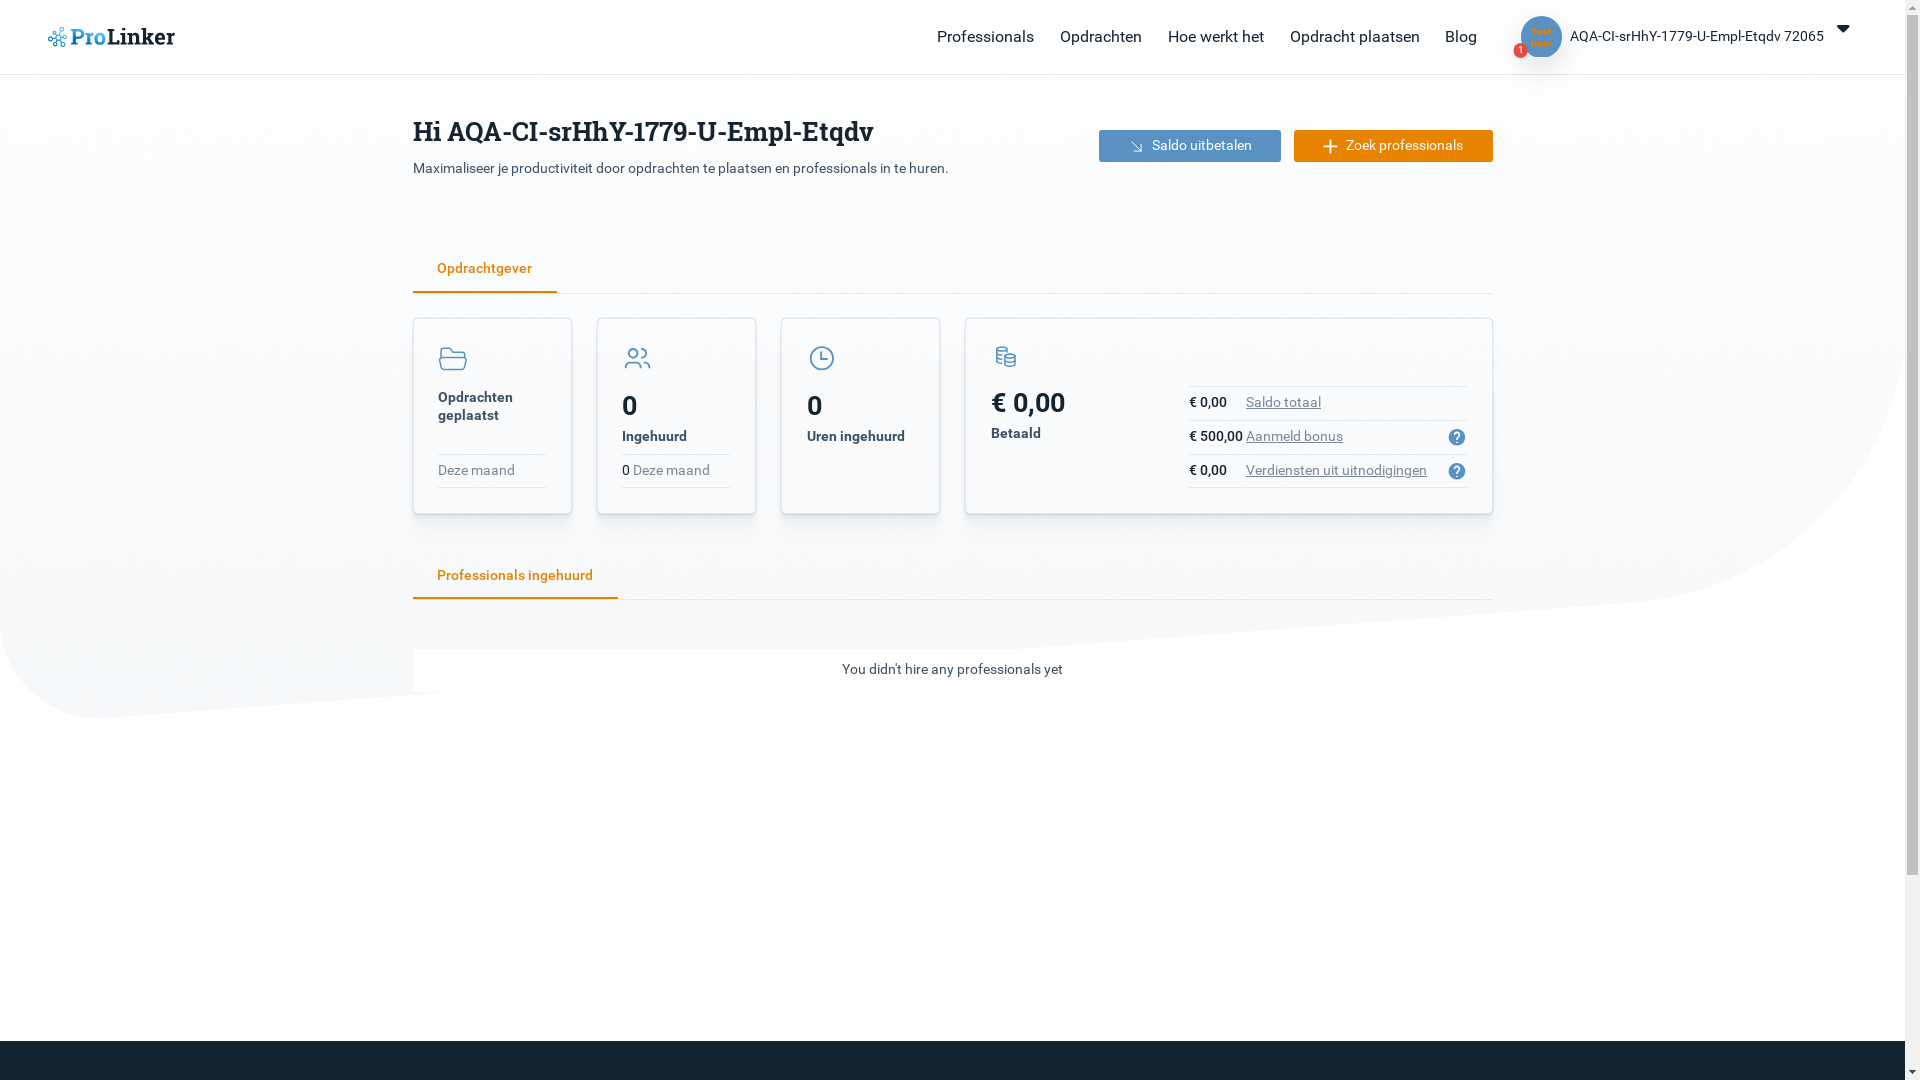 ProLinker
Professionals
Opdrachten
Hoe werkt het
Opdracht plaatsen
Blog
Test
User
1
AQA-CI-srHhY-1779-U-Empl-Etqdv 72065
Hi AQA-CI-srHhY-1779-U-Empl-Etqdv
Maximaliseer je productiviteit door opdrachten te plaatsen en professionals in te huren.
Saldo uitbetalen
Zoek professionals
Opdrachtgever
Opdrachten
geplaatst
Deze maand
0
Ingehuurd
0 Deze maand
0
Uren ingehuurd
€ 0,00
Betaald
€ 0,00 Saldo totaal
€ 500,00 Aanmeld bonus ?
€ 0,00 Verdiensten uit uitnodigingen ?
Professionals ingehuurd
You didn't hire any professionals yet